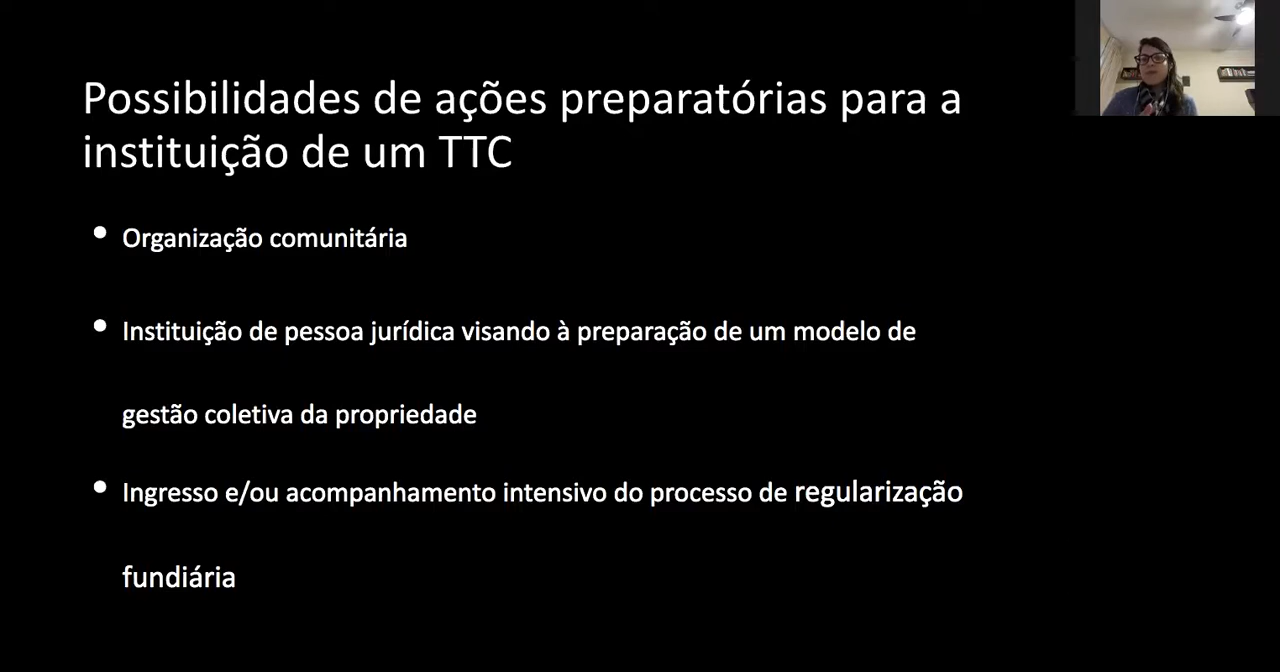 Possibilidades de ações preparatórias para a
instituição de um TTC
• Organização comunitária
• Instituição de pessoa jurídica visando à preparação de um modelo de
gestão coletiva da propriedade
• Ingresso e/ou acompanhamento intensivo do processo de regularização
fundiária